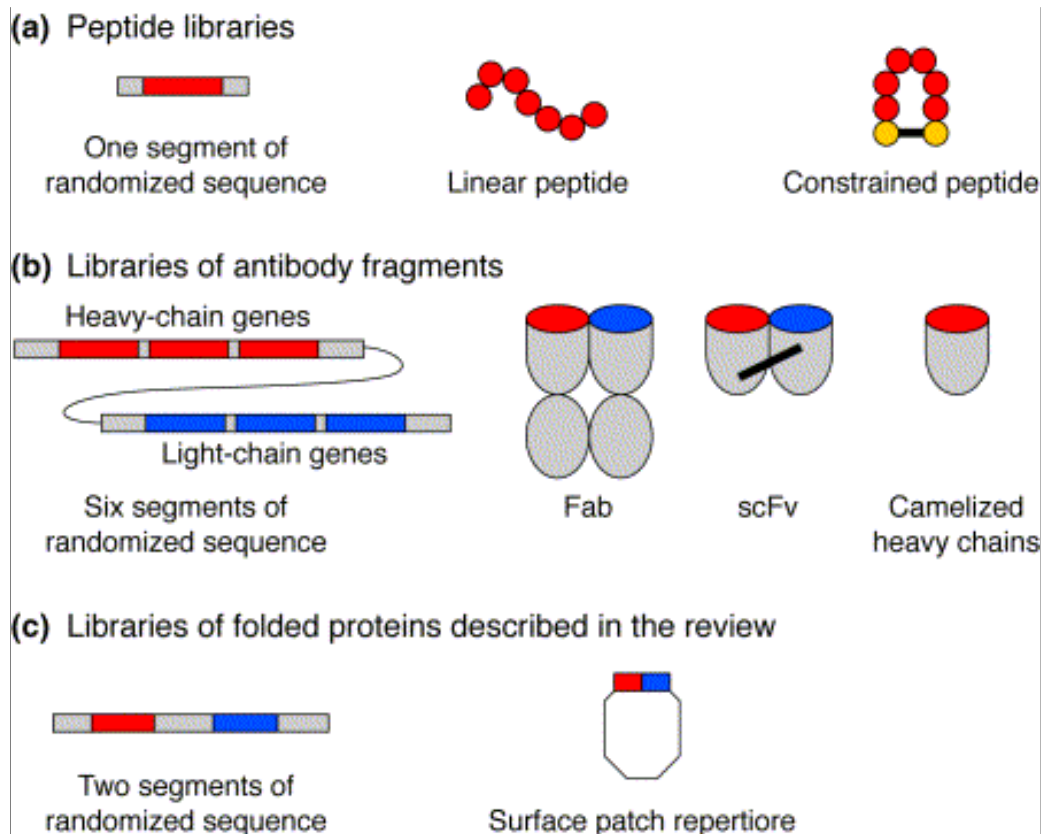 (a) Peptide libraries
One segment of
randomized sequence
Linear peptide
Constrained peptide
(b) Libraries of antibody fragments
Heavy-chain genes
Light-chain genes
Six segments of
randomized sequence
Fab
scFv
Camelized
heavy chains
(c) Libraries of folded proteins described in the review
Two segments of
randomized sequence
Surface patch repertiore